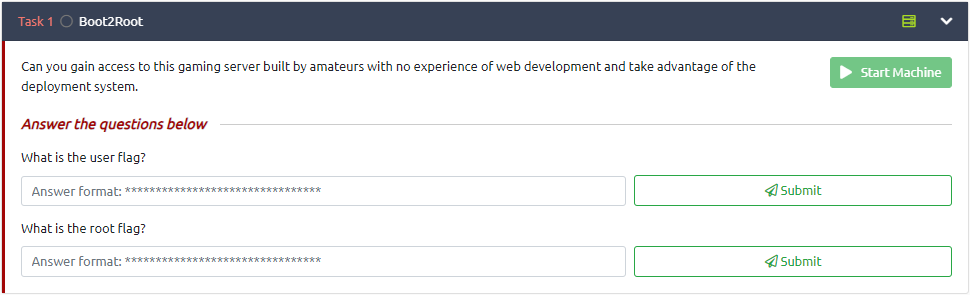 Task 1 Boot2Root
Can you gain access to this gaming server built by amateurs with no experience of web development and take advantage of the
deployment system.
Start Machine
Answer the questions below
What is the user flag?
Answer format: ********************************
Submit
What is the root flag?
Answer format: ********************************
Submit